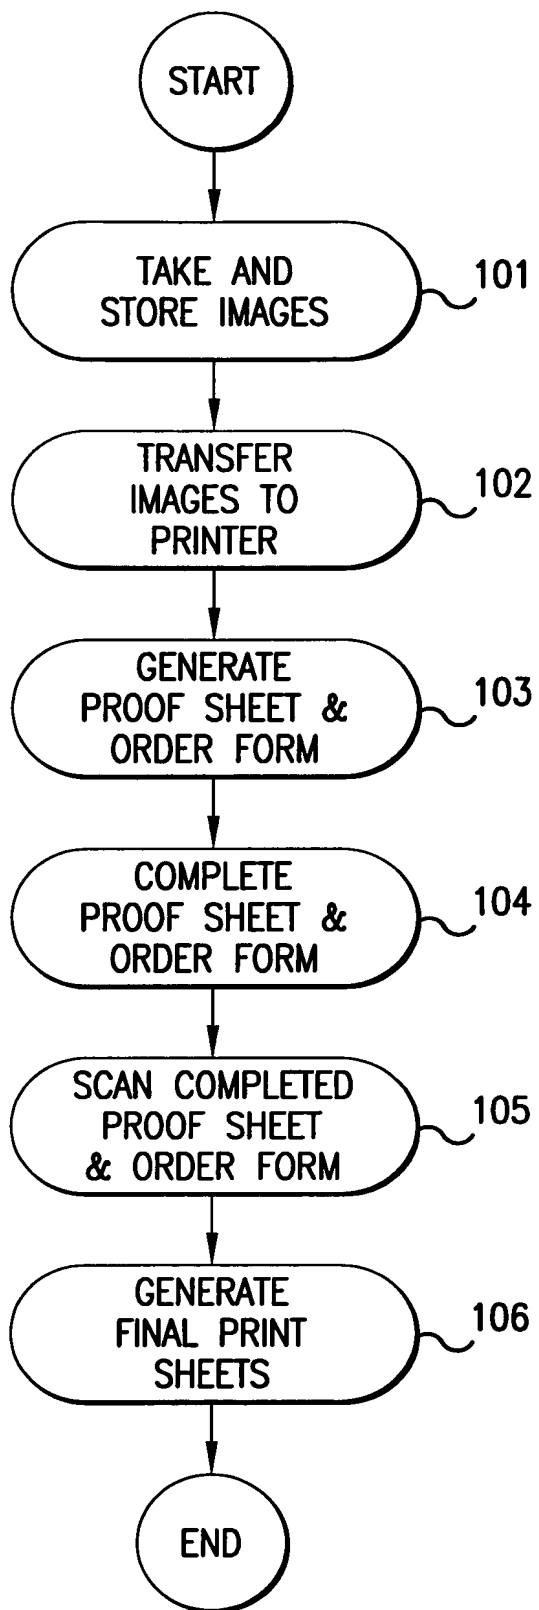 START
TAKE AND
STORE IMAGES
101
TRANSFER
IMAGES TO
PRINTER
102
GENERATE
PROOF SHEET &
ORDER FORM
103
COMPLETE
PROOF SHEET &
ORDER FORM
104
SCAN COMPLETED
PROOF SHEET
& ORDER FORM
105
GENERATE
FINAL PRINT
SHEETS
106
END